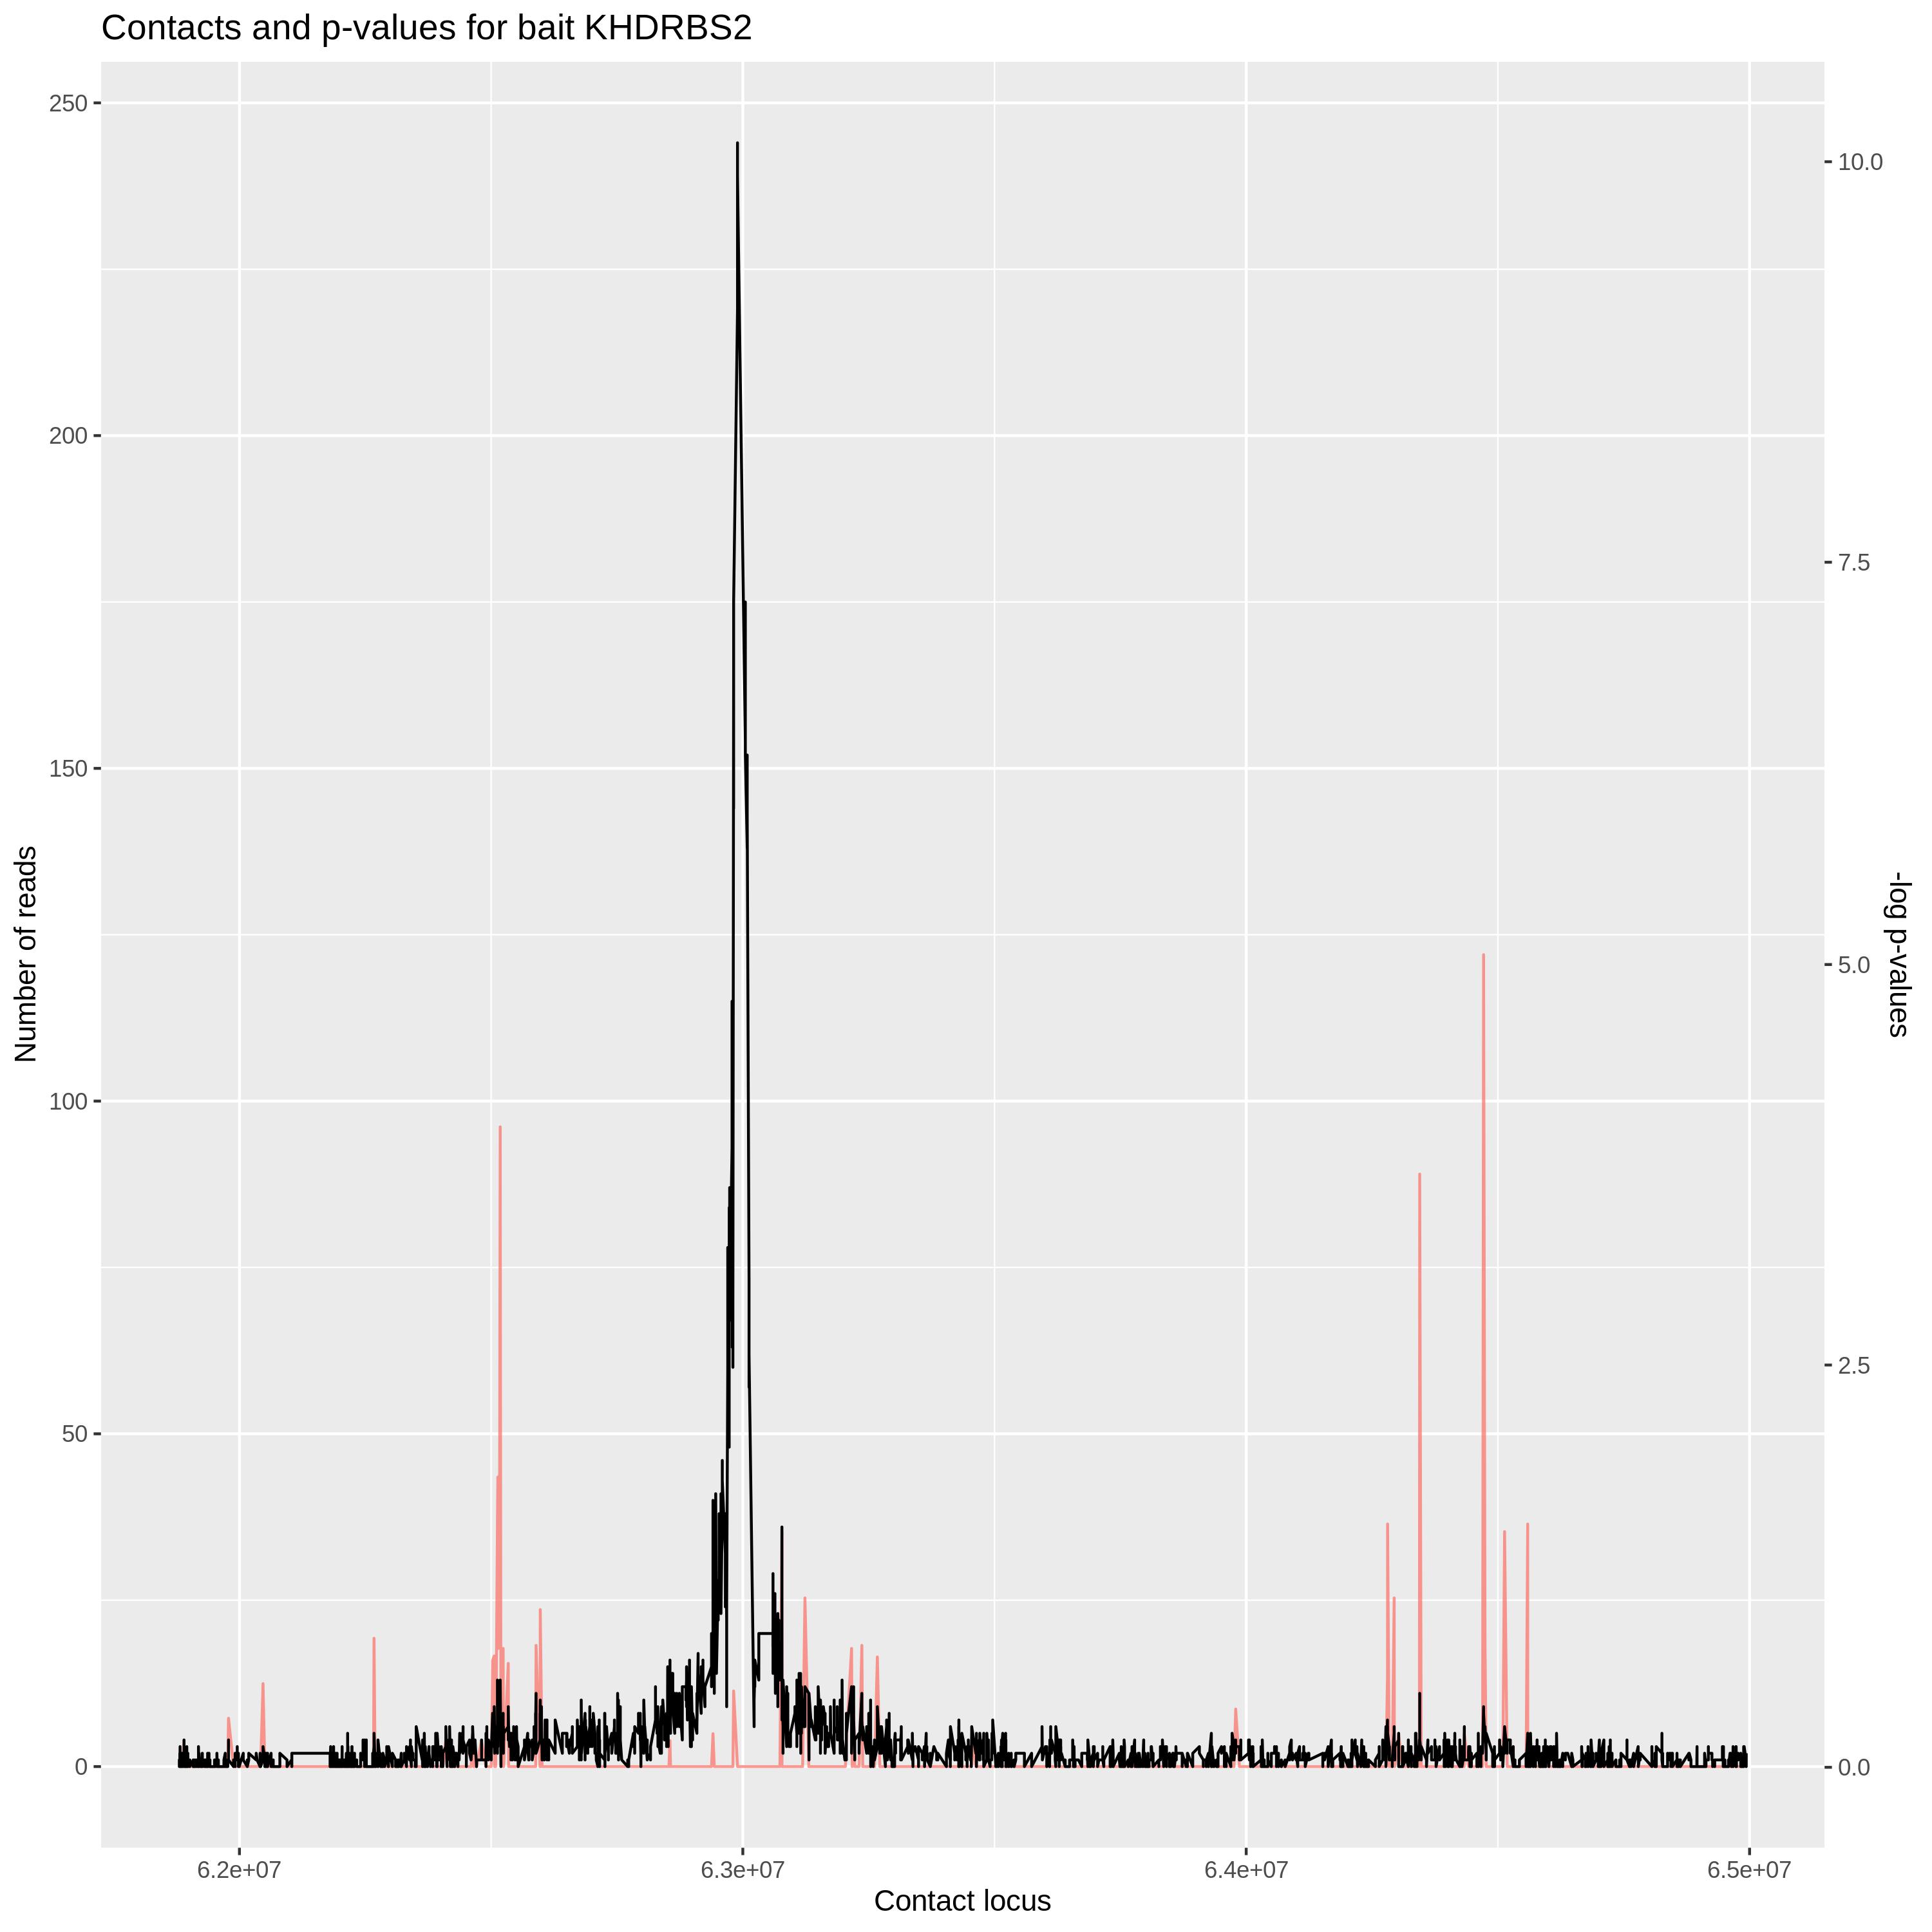 Contacts and p-values for bait KHDRBS2
250
200
150
100
50
0
Number of reads
10.0
7.5
5.0
2.5
0.0
-log p-values
6.2e+07
6.3e+07
6.4e+07
6.5e+07
Contact locus